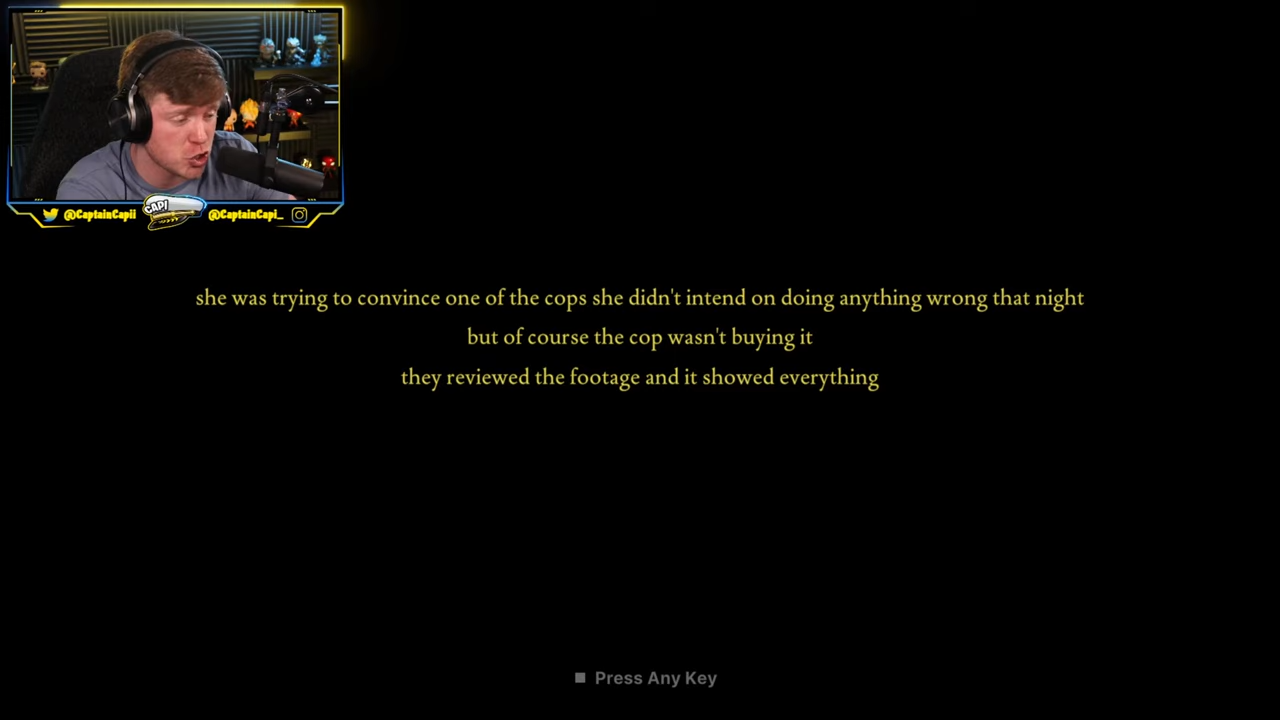 @CaptainCapii
CAPI
@CaptainCapi_
she was trying to convince one of the cops she didn't intend on doing anything wrong that night
but of course the cop wasn't buying it
they reviewed the footage and it showed everything
Press Any Key